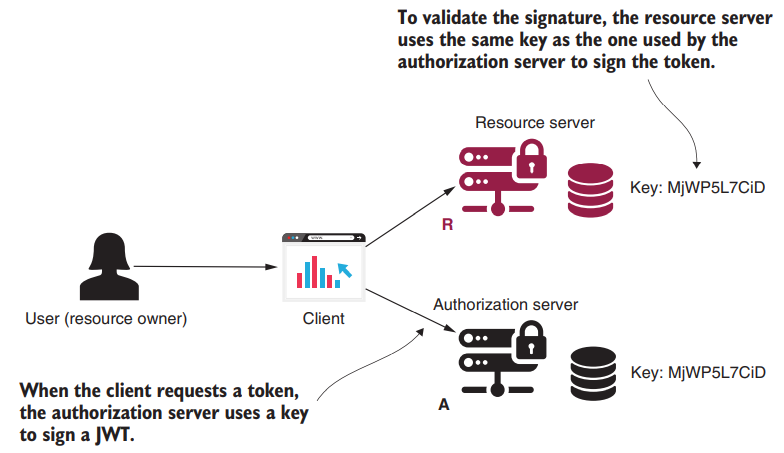 To validate the signature, the resource server
uses the same key as the one used by the
authorization server to sign the token.
Resource server
Key: MjWP5L7CiD
R
User (resource owner)
Client
Authorization server
Key: MjWP5L7CiD
A
When the client requests a token,
the authorization server uses a key
to sign a JWT.